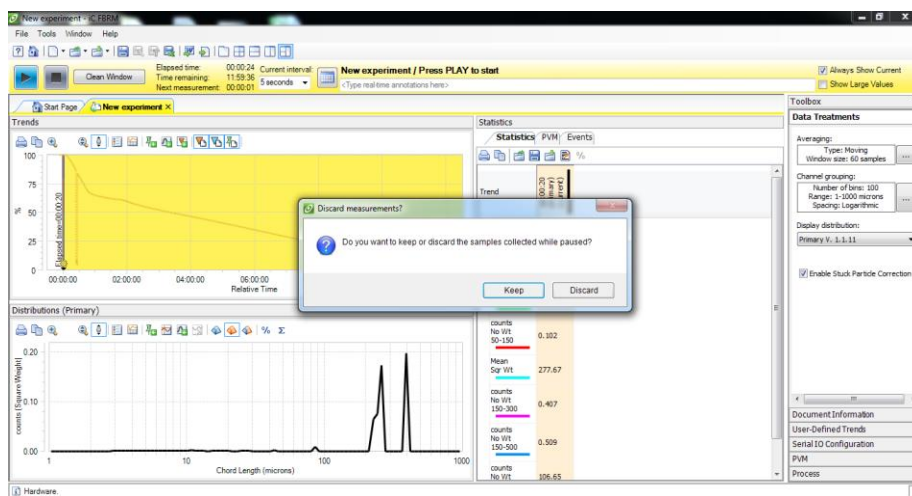 New experiment - iC FBRM
File Tools Window Help
Clean Window
Elapsed time: 00:00:24
Time remaining: 11:59:36
Next measurement: 00:00:01
Current interval:
5 seconds
New experiment / Press PLAY to start
<Type real-time annotations here>
Always Show Current
Show Large Values
Start Page
New experiment
Trends
100
75
50
25
0
%
Elapsed time=00:00:20
00:00:00 02:00:00 04:00:00 06:00:00
Relative Time
Distributions (Primary)
% Σ
0.20
0.10
0.00
counts (Square Weight)
1 10 100 1000
Chord Length (microns)
Statistics
Statistics PVM Events
%
Trend
Discard measurements?
Do you want to keep or discard the samples collected while paused?
Keep Discard
counts
No Wt
50-150
0.102
Mean
Sqr Wt
277.67
counts
No Wt
150-300
0.407
counts
No Wt
150-500
0.509
counts
No Wt
106.65
Toolbox
Data Treatments
Averaging:
Type: Moving
Window size: 60 samples
...
Channel grouping:
Number of bins: 100
Range: 1-1000 microns
Spacing: Logarithmic
...
Display distribution:
Primary V. 1.1.11
Enable Stuck Particle Correction
Document Information
User-Defined Trends
Serial IO Configuration
PVM
Process
Hardware.